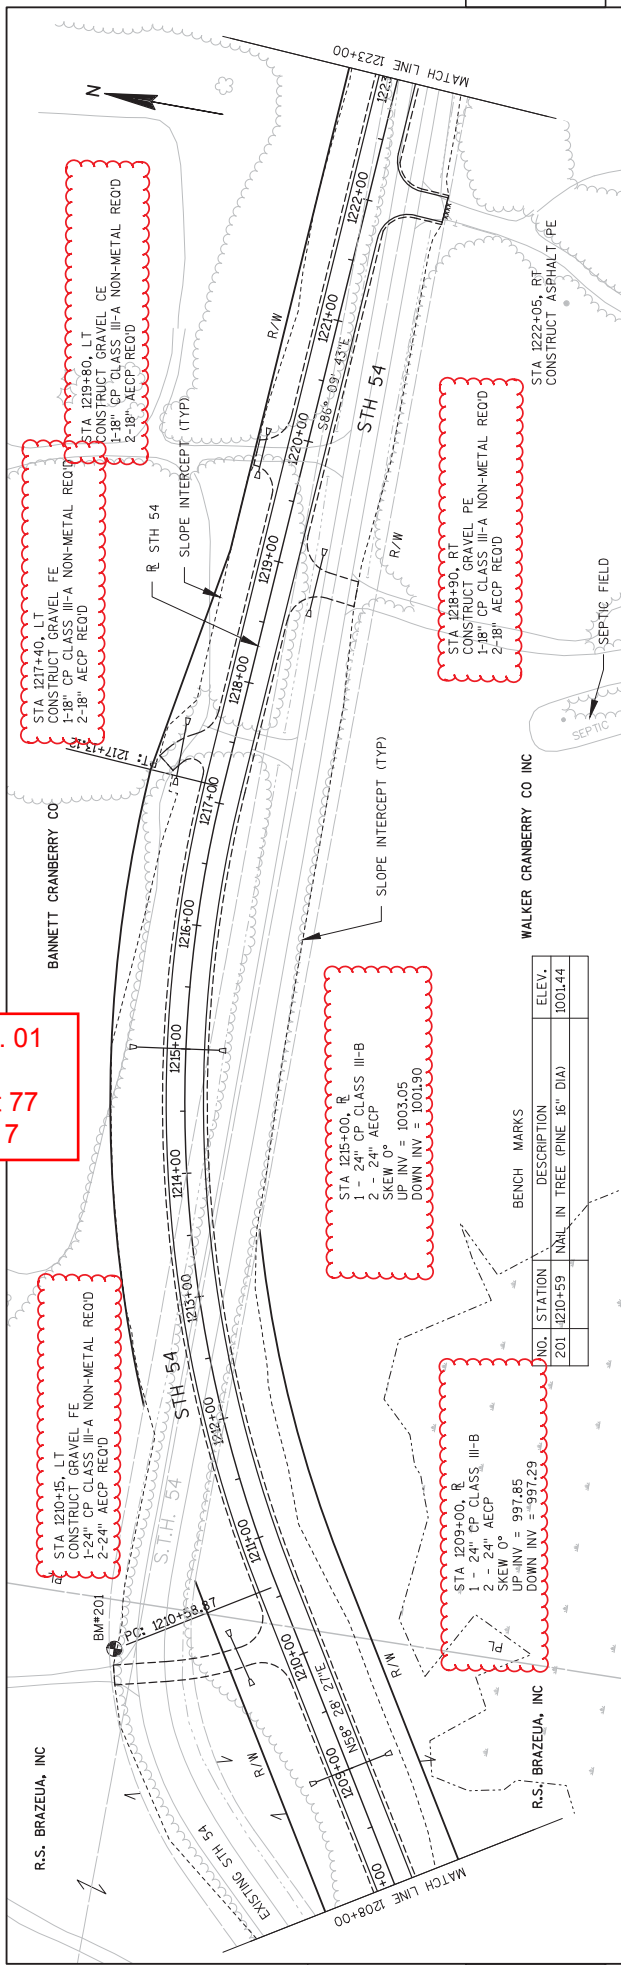 MATCH LINE 1223+00
N
STA 1219+80, LT
CONSTRUCT GRAVEL CE
1-18" CP CLASS III-A NON-METAL REQ'D
2-18" AECP REQ'D
STA 1217+40, LT
CONSTRUCT GRAVEL FE
1-18" CP CLASS III-A NON-METAL REQ'D
2-18" AECP REQ'D
R STH 54
SLOPE INTERCEPT (TYP)
R/W
PT: 1217+13.12
BANNETT CRANBERRY CO
. 01
77
7
STA 1210+15, LT
CONSTRUCT GRAVEL FE
1-24" CP CLASS III-A NON-METAL REQ'D
2-24" AECP REQ'D
BM#201
PC: 1210+58.87
R.S. BRAZEUA, INC
EXISTING STH 54
S.T.H. 54
STH 54
R/W
+00
1209+00
N58° 28' 27"E
1210+00
1211+00
1212+00
1213+00
1214+00
1215+00
1216+00
1217+00
1218+00
1219+00
1220+00
S86° 09' 43"E
1221+00
1222+00
1223
STH 54
R/W
R/W
MATCH LINE 1208+00
STA 1222+05, RT
CONSTRUCT ASPHALT PE
STA 1218+90, RT
CONSTRUCT GRAVEL PE
1-18" CP CLASS III-A NON-METAL REQ'D
2-18" AECP REQ'D
SEPTIC FIELD
SEPTIC
SLOPE INTERCEPT (TYP)
WALKER CRANBERRY CO INC
STA 1215+00, R
1 - 24" CP CLASS III-B
2 - 24" AECP
SKEW 0°
UP INV = 1003.05
DOWN INV = 1001.90
BENCH MARKS
NO. STATION DESCRIPTION ELEV.
201 1210+59 NAIL IN TREE (PINE 16" DIA) 1001.44
STA 1209+00, R
1 - 24" CP CLASS III-B
2 - 24" AECP
SKEW 0°
UP INV = 997.85
DOWN INV = 997.29
PL
R.S. BRAZEUA, INC